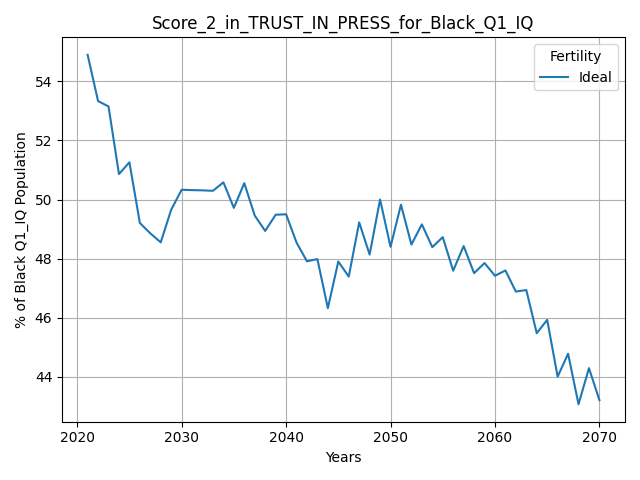 Score_2_in_TRUST_IN_PRESS_for_Black_Q1_IQ
Fertility
Ideal
% of Black Q1_IQ Population
54
52
50
48
46
44
2020
2030
2040
2050
2060
2070
Years